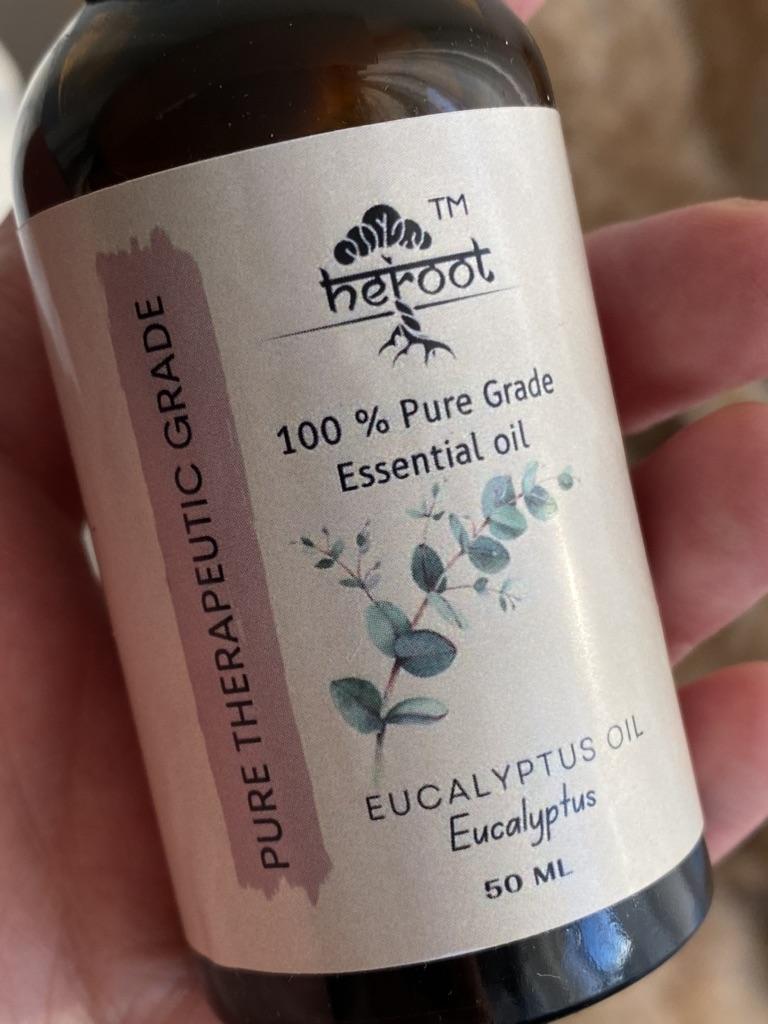 TM
heroot
100 % Pure Grade
Essential oil
PURE THERAPEUTIC GRADE
EUCALYPTUS OIL
Eucalyptus
50 ML